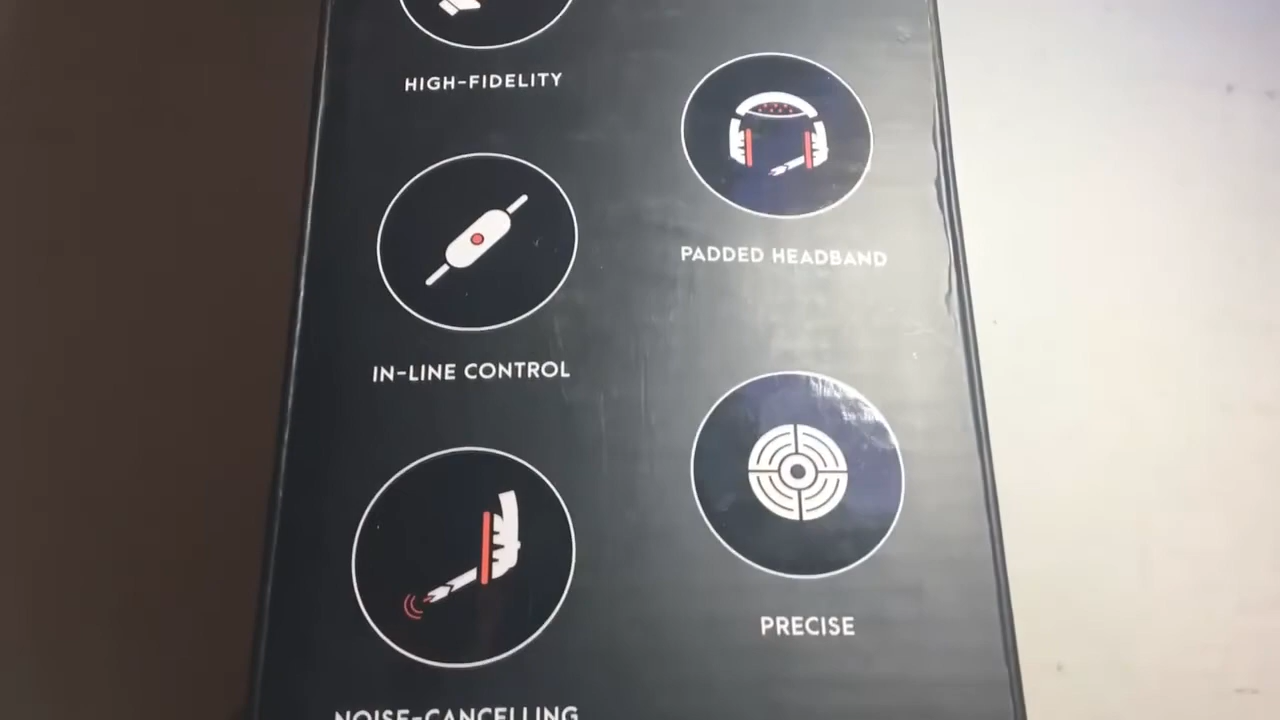 HIGH-FIDELITY
PADDED HEADBAND
IN-LINE CONTROL
PRECISE
NOISE-CANCELLING